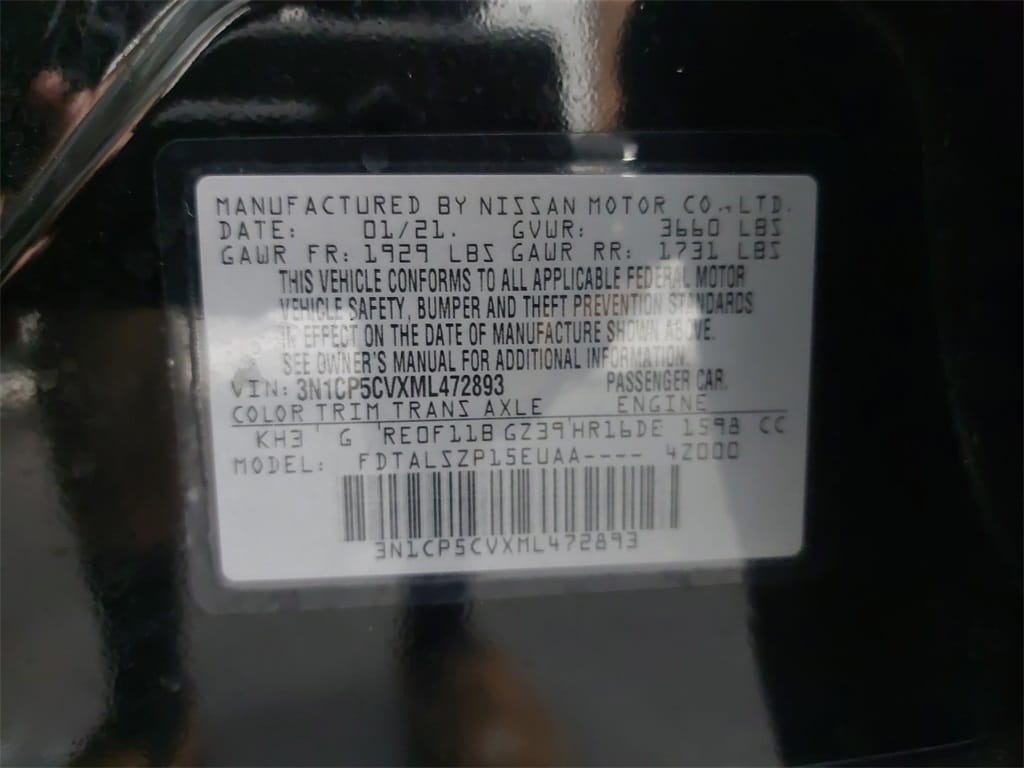 MANUFACTURED BY NISSAN MOTOR CO.,LTD.
DATE: 01/21. GVWR: 3660 LBS
GAWR FR: 1929 LBS GAWR RR: 1731 LBS
THIS VEHICLE CONFORMS TO ALL APPLICABLE FEDERAL MOTOR
VEHICLE SAFETY, BUMPER AND THEFT PREVENTION STANDARDS
IN EFFECT ON THE DATE OF MANUFACTURE SHOWN ABOVE.
SEE OWNER'S MANUAL FOR ADDITIONAL INFORMATION.
VIN: 3N1CP5CVXML472893 PASSENGER CAR.
COLOR TRIM TRANS AXLE ENGINE
KH3 G RE0F11B GZ39 HR16DE 1598 CC
MODEL: FDTALSZP15EUAA---- 4Z000
3N1CP5CVXML472893